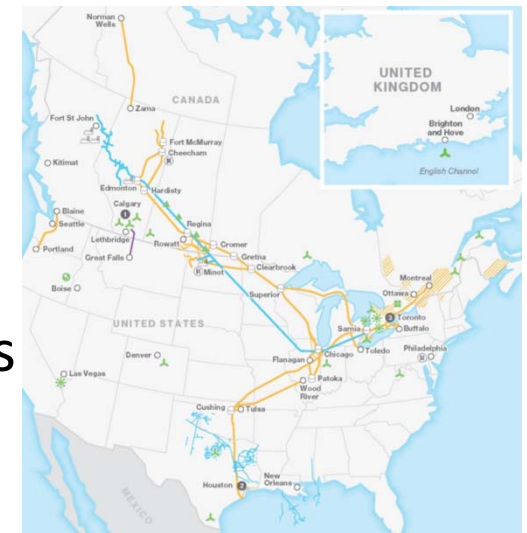 Norman
Wells
Zama
CANADA
Fort St John
Fort McMurray
Cheecham
Kitimat
Edmonton
Hardisty
Calgary
1
Blaine
Seattle
Lethbridge
Regina
Rowatt
Cromer
Portland
Great Falls
Gretna
Minot
Clearbrook
Superior
Boise
Montreal
Ottawa
3
Toronto
Sarnia
Buffalo
UNITED STATES
Denver
Flanagan
Chicago
Toledo
Philadelphia
Las Vegas
Patoka
Wood
River
Cushing
Tulsa
Houston
2
New
Orleans
MEXICO
UNITED
KINGDOM
London
Brighton
and Hove
English Channel
s